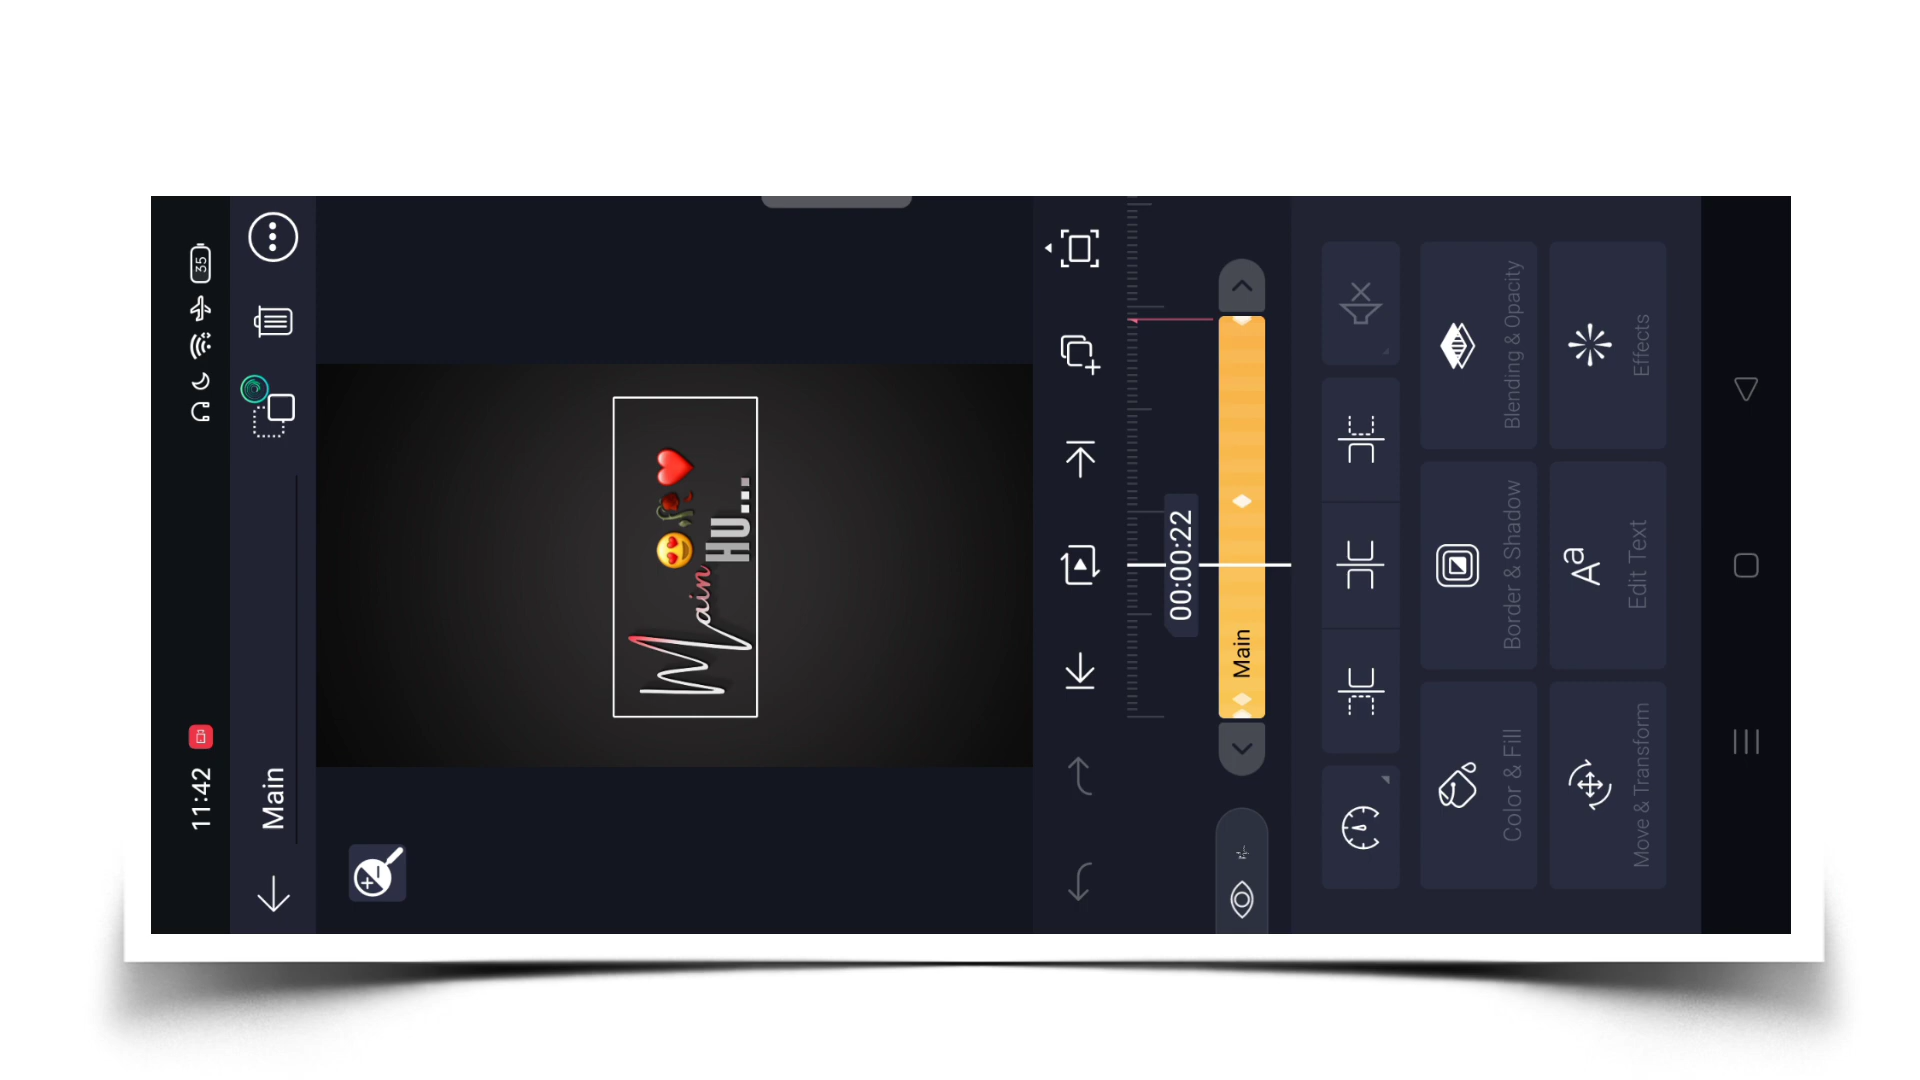 11:42
35
Main
Main 😍🥀❤️
HU...
00:00:22
Main
Color & Fill
Border & Shadow
Blending & Opacity
Move & Transform
Edit Text
Effects